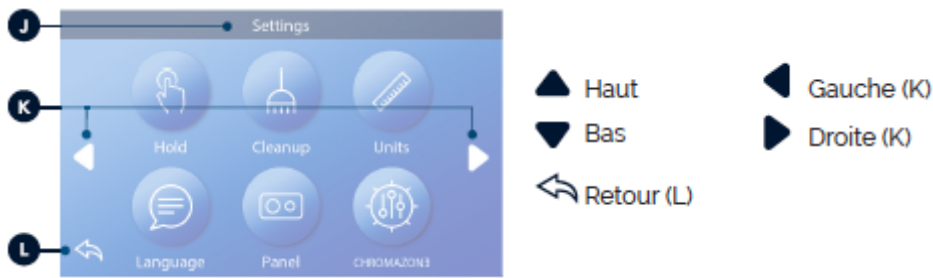 J
Settings
K
Hold
Cleanup
Units
L
Language
Panel
CHROMAZON3
Haut
Gauche (K)
Bas
Droite (K)
Retour (L)